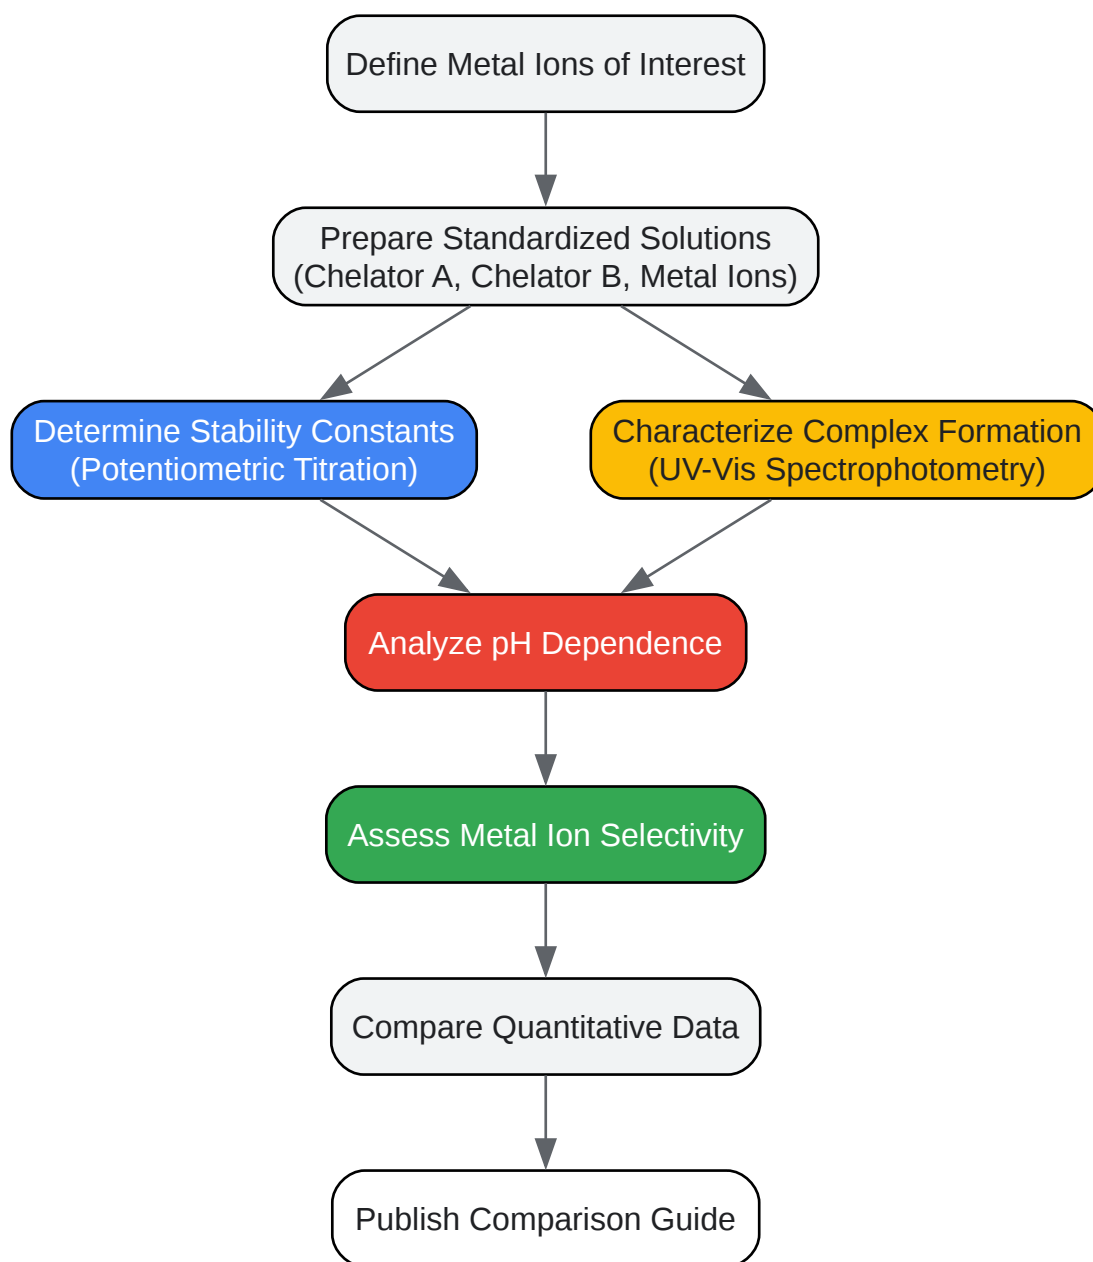 Define Metal Ions of Interest
Prepare Standardized Solutions
(Chelator A, Chelator B, Metal Ions)
Determine Stability Constants
(Potentiometric Titration)
Characterize Complex Formation
(UV-Vis Spectrophotometry)
Analyze pH Dependence
Assess Metal Ion Selectivity
Compare Quantitative Data
Publish Comparison Guide